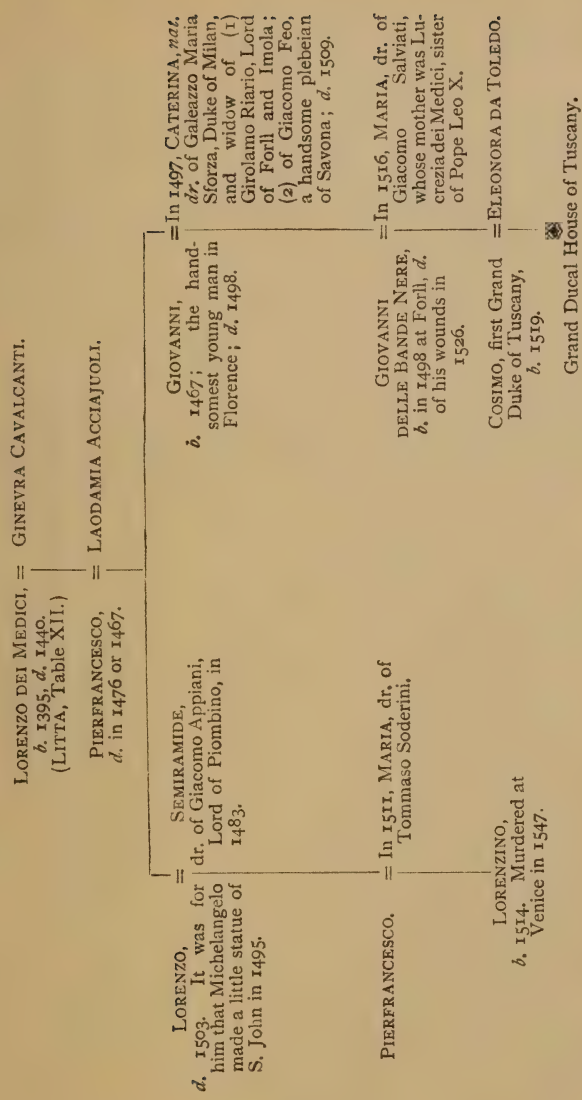 LORENZO DEI MEDICI, = GINEVRA CAVALCANTI.
b. 1395, d. 1440.
(LITTA, Table XII.)
PIERFRANCESCO, = LAODAMIA ACCIAJUOLI.
d. in 1476 or 1467.
LORENZO,
d. 1503. It was for
him that Michelangelo
made a little statue of
S. John in 1495.
= SEMIRAMIDE,
dr. of Giacomo Appiani,
Lord of Piombino, in
1483.
GIOVANNI,
b. 1467; the hand-
somest young man in
Florence; d. 1498.
= In 1497, CATERINA, nat.
dr. of Galeazzo Maria
Sforza, Duke of Milan,
and widow of (1)
Girolamo Riario, Lord
of Forlì and Imola;
(2) of Giacomo Feo,
a handsome plebeian
of Savona; d. 1509.
PIERFRANCESCO. = In 1511, MARIA, dr. of
Tommaso Soderini.
GIOVANNI
DELLE BANDE NERE,
b. in 1498 at Forlì, d.
of his wounds in
1526.
= In 1516, MARIA, dr. of
Giacomo Salviati,
whose mother was Lu-
crezia dei Medici, sister
of Pope Leo X.
LORENZINO,
b. 1514. Murdered at
Venice in 1547.
COSIMO, first Grand
Duke of Tuscany,
b. 1519.
= ELEONORA DA TOLEDO.
Grand Ducal House of Tuscany.